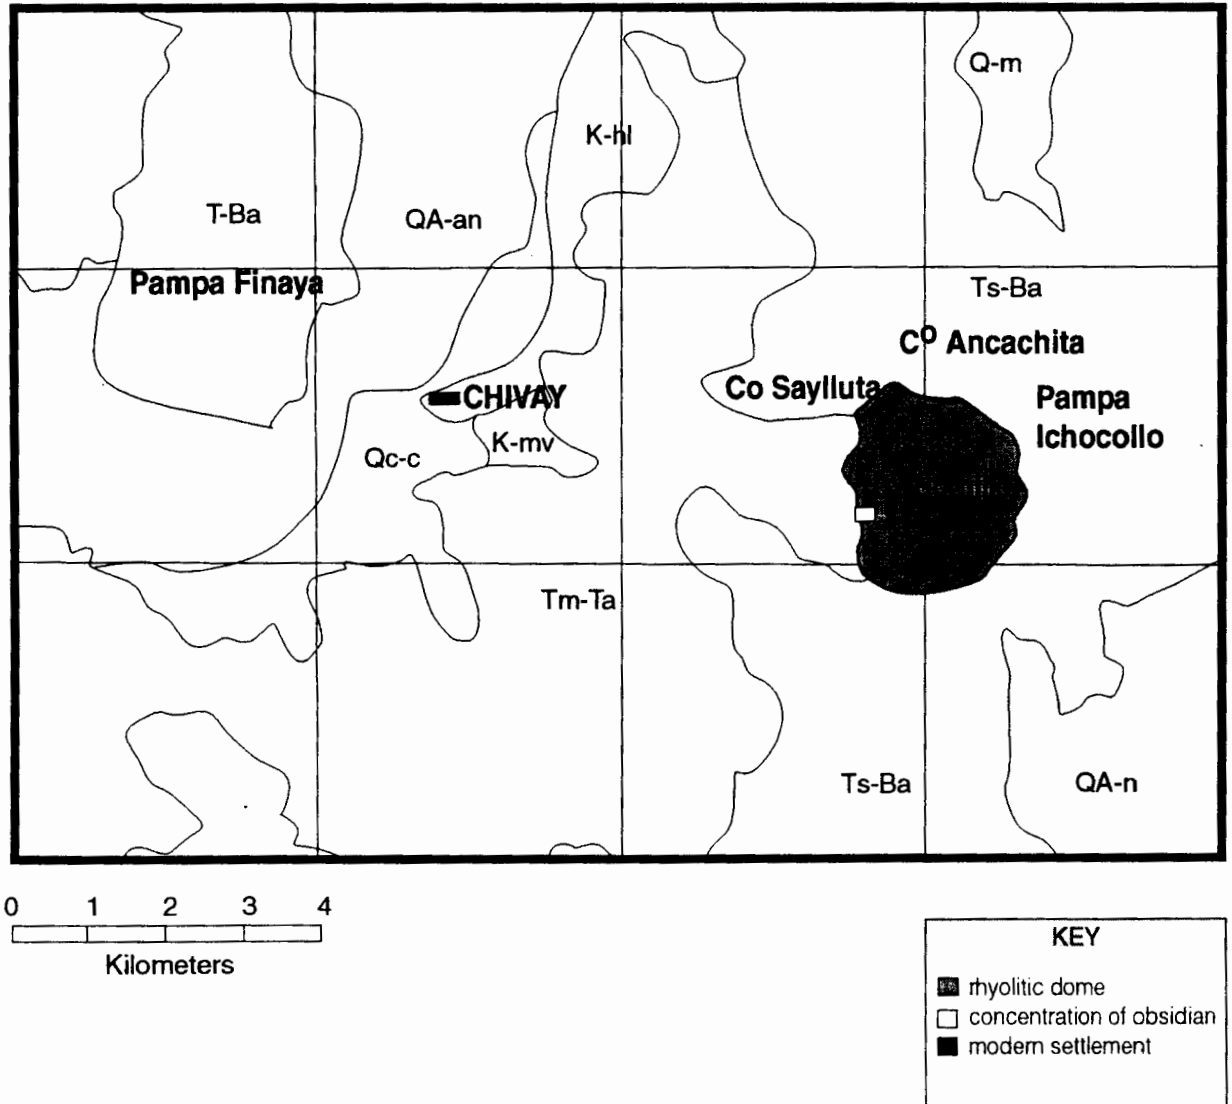 Q-m
K-hl
T-Ba
QA-an
Pampa Finaya
Ts-Ba
Cº Ancachita
Co Saylluta
CHIVAY
Pampa
Ichocollo
K-mv
Qc-c
Tm-Ta
Ts-Ba
QA-n
0 1 2 3 4
Kilometers
KEY
rhyolitic dome
concentration of obsidian
modern settlement